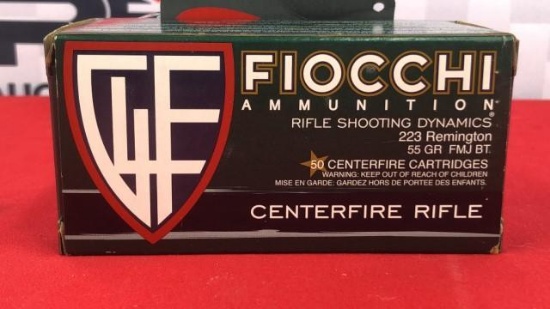 GFL
FIOCCHI
AMMUNITION
RIFLE SHOOTING DYNAMICS
223 Remington
55 GR FMJ BT.
50 CENTERFIRE CARTRIDGES
WARNING: KEEP OUT OF REACH OF CHILDREN
MISE EN GARDE: GARDEZ HORS DE PORTEE DES ENFANTS.
CENTERFIRE RIFLE